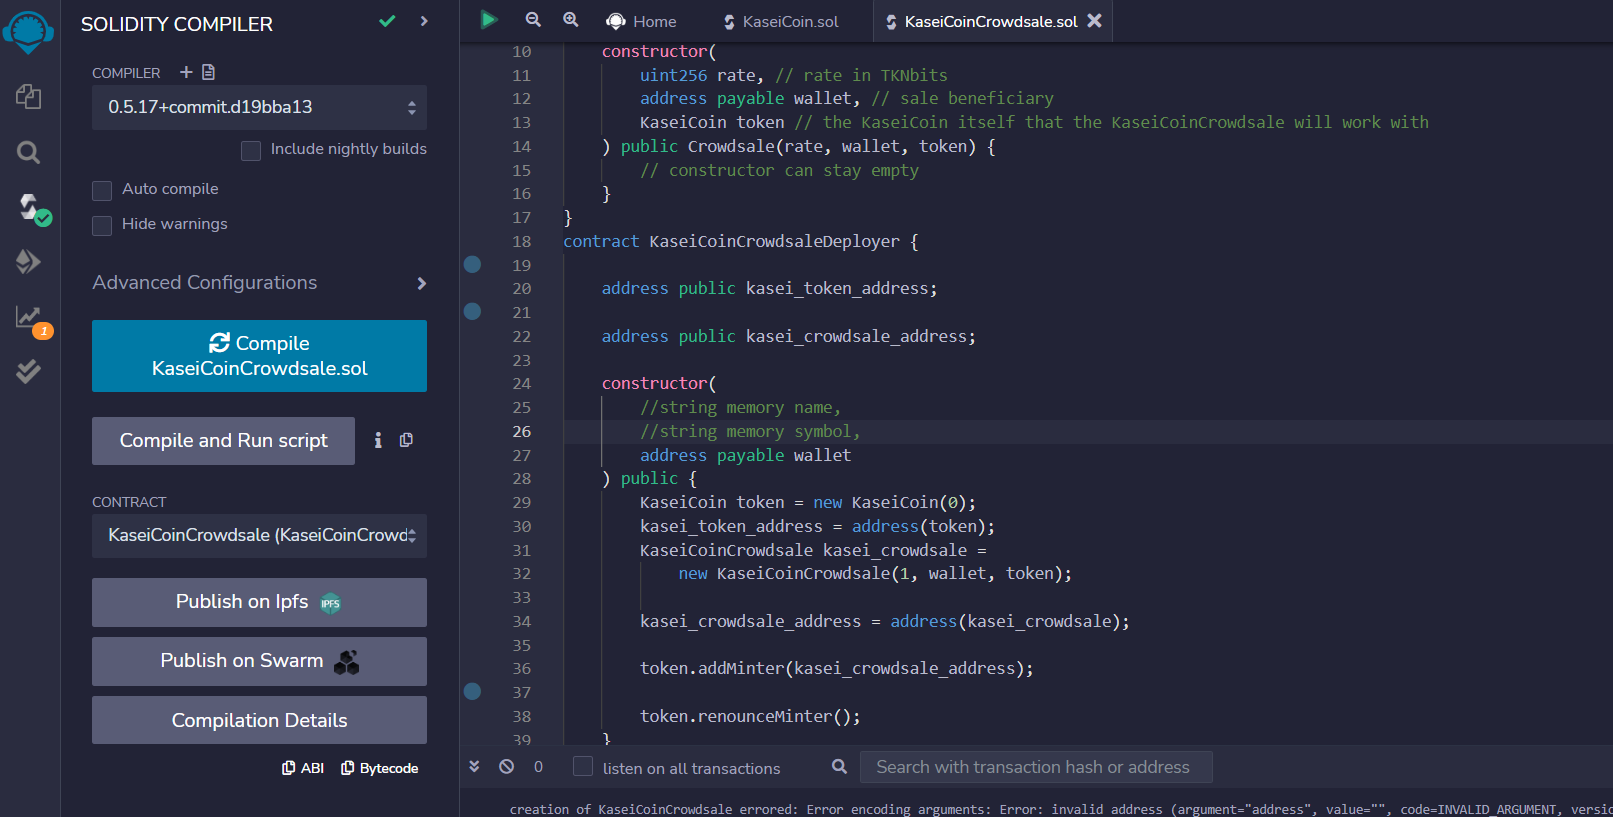 SOLIDITY COMPILER
COMPILER
0.5.17+commit.d19bba13
Include nightly builds
Auto compile
Hide warnings
Advanced Configurations
Compile
KaseiCoinCrowdsale.sol
Compile and Run script
CONTRACT
KaseiCoinCrowdsale (KaseiCoinCrowd
Publish on Ipfs IPFS
Publish on Swarm
Compilation Details
ABI Bytecode
1
Home KaseiCoin.sol KaseiCoinCrowdsale.sol
10 constructor(
11 uint256 rate, // rate in TKNbits
12 address payable wallet, // sale beneficiary
13 KaseiCoin token // the KaseiCoin itself that the KaseiCoinCrowdsale will work with
14 ) public Crowdsale(rate, wallet, token) {
15 // constructor can stay empty
16 }
17 }
18 contract KaseiCoinCrowdsaleDeployer {
19
20 address public kasei_token_address;
21
22 address public kasei_crowdsale_address;
23
24 constructor(
25 //string memory name,
26 //string memory symbol,
27 address payable wallet
28 ) public {
29 KaseiCoin token = new KaseiCoin(0);
30 kasei_token_address = address(token);
31 KaseiCoinCrowdsale kasei_crowdsale =
32 new KaseiCoinCrowdsale(1, wallet, token);
33
34 kasei_crowdsale_address = address(kasei_crowdsale);
35
36 token.addMinter(kasei_crowdsale_address);
37
38 token.renounceMinter();
39 }
0 listen on all transactions Search with transaction hash or address
creation of KaseiCoinCrowdsale errored: Error encoding arguments: Error: invalid address (argument="address", value="", code=INVALID_ARGUMENT, versio